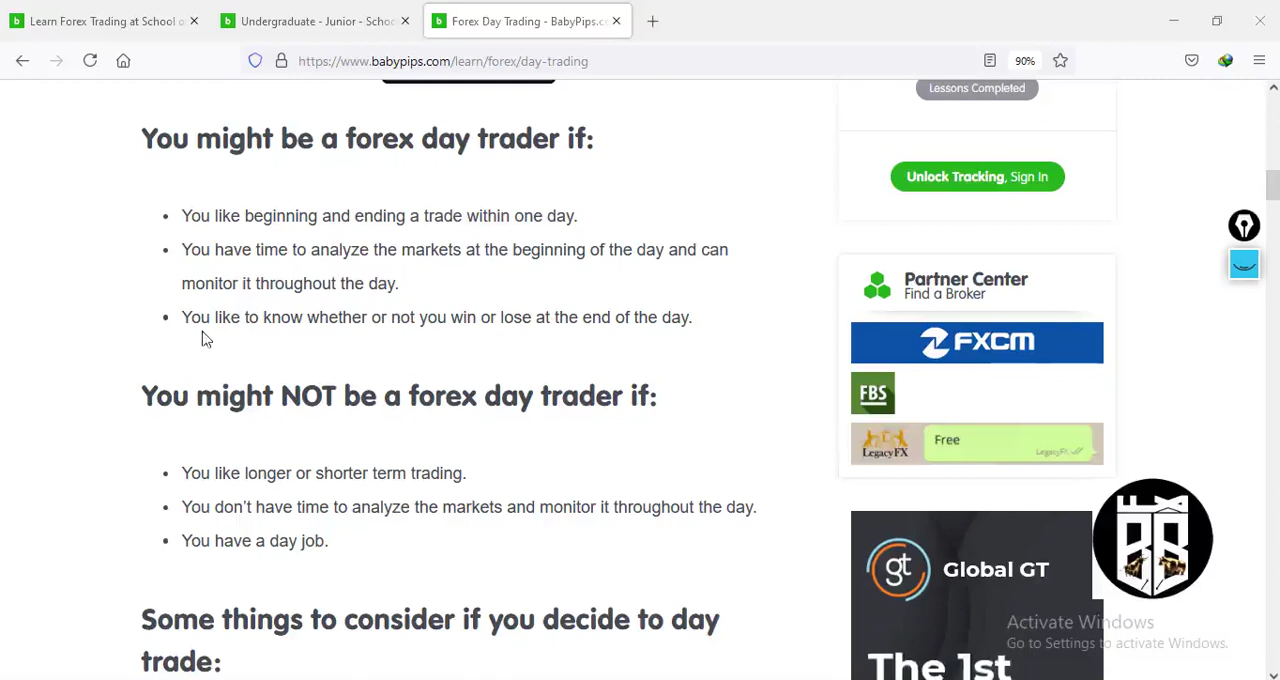 Learn Forex Trading at School o
Undergraduate - Junior - Schoo
Forex Day Trading - BabyPips.co
https://www.babypips.com/learn/forex/day-trading
90%
You might be a forex day trader if:
• You like beginning and ending a trade within one day.
• You have time to analyze the markets at the beginning of the day and can
monitor it throughout the day.
• You like to know whether or not you win or lose at the end of the day.
You might NOT be a forex day trader if:
• You like longer or shorter term trading.
• You don’t have time to analyze the markets and monitor it throughout the day.
• You have a day job.
Some things to consider if you decide to day
trade:
Lessons Completed
Unlock Tracking, Sign In
Partner Center
Find a Broker
FXCM
FBS
LegacyFX
Free
LegacyFX
gt Global GT
The 1st
BB
Activate Windows
Go to Settings to activate Windows.